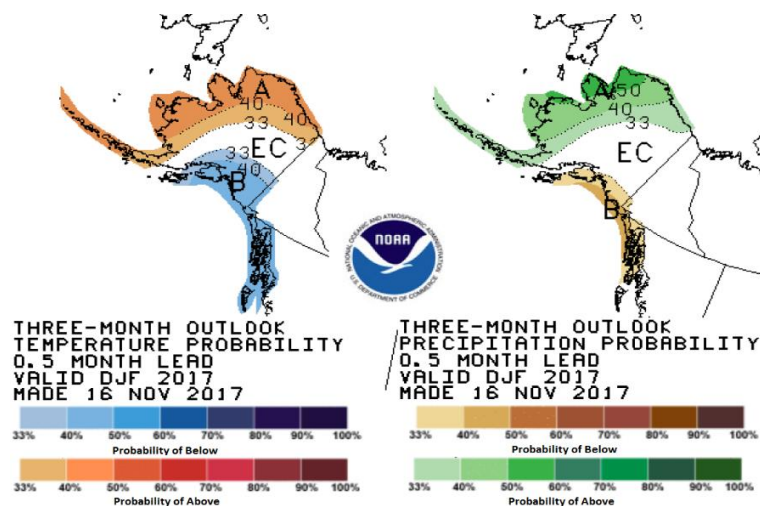 A
40
33
40
3
33
EC
40
B
THREE-MONTH OUTLOOK
TEMPERATURE PROBABILITY
0.5 MONTH LEAD
VALID DJF 2017
MADE 16 NOV 2017
33% 40% 50% 60% 70% 80% 90% 100%
Probability of Below
33% 40% 50% 60% 70% 80% 90% 100%
Probability of Above
NATIONAL OCEANIC AND ATMOSPHERIC ADMINISTRATION
NOAA
U.S. DEPARTMENT OF COMMERCE
A
50
40
33
EC
B
THREE-MONTH OUTLOOK
PRECIPITATION PROBABILITY
0.5 MONTH LEAD
VALID DJF 2017
MADE 16 NOV 2017
33% 40% 50% 60% 70% 80% 90% 100%
Probability of Below
33% 40% 50% 60% 70% 80% 90% 100%
Probability of Above